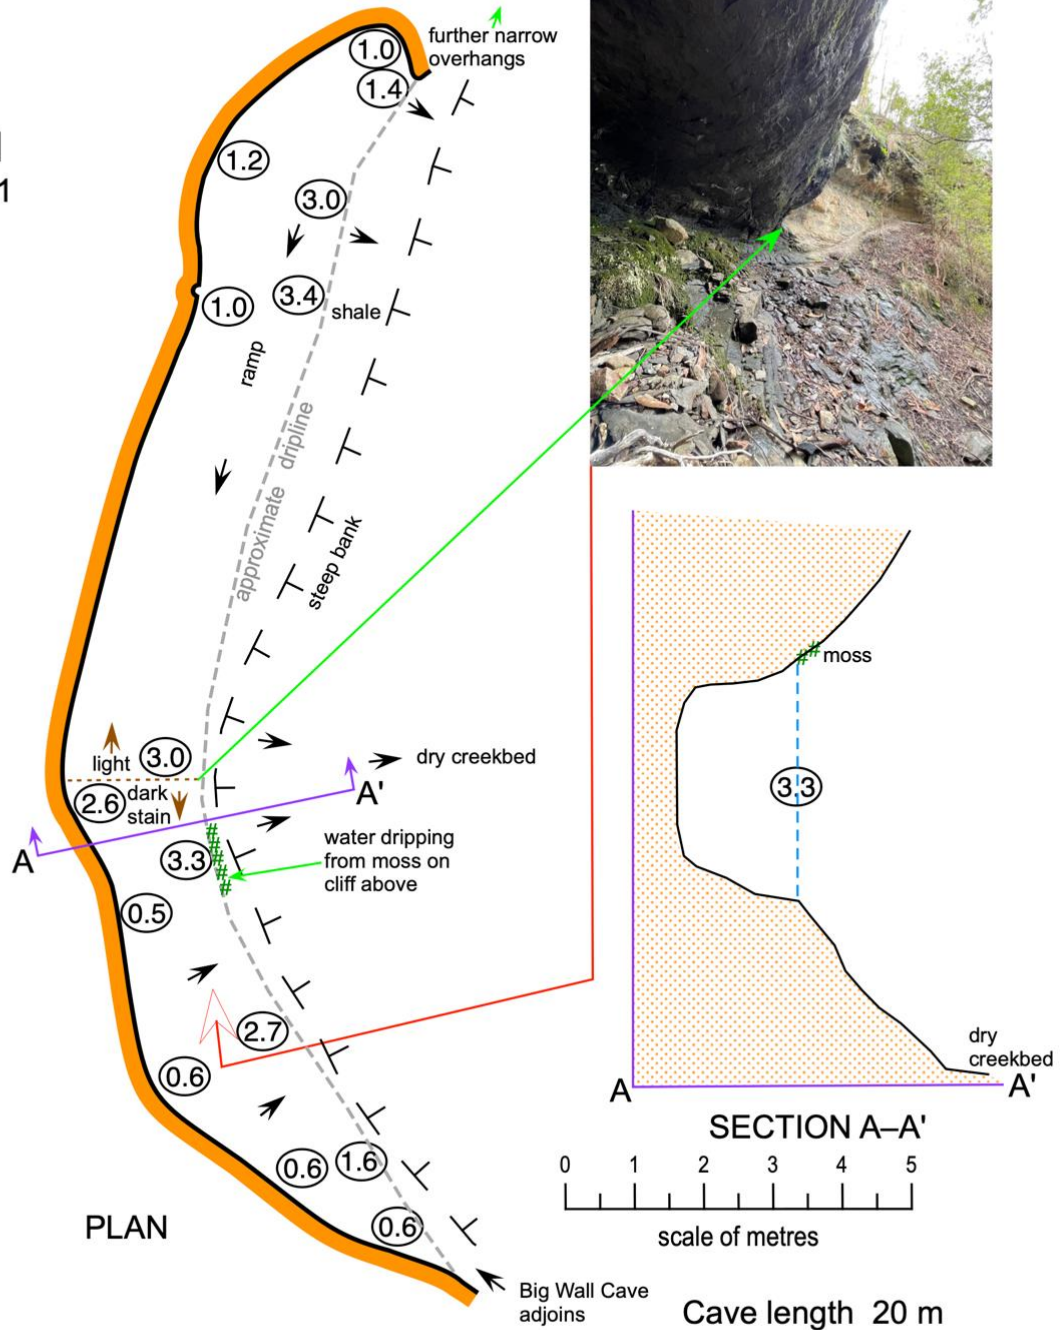 1
further narrow
overhangs
1.0
1.4
1.2
3.0
3.4
shale
1.0
ramp
approximate dripline
steep bank
light
3.0
2.6
dark
stain
dry creekbed
A
A'
3.3
water dripping
from moss on
cliff above
0.5
2.7
0.6
0.6
1.6
0.6
PLAN
Big Wall Cave
adjoins
moss
3.3
dry
creekbed
A
A'
SECTION A–A'
0 1 2 3 4 5
scale of metres
Cave length 20 m